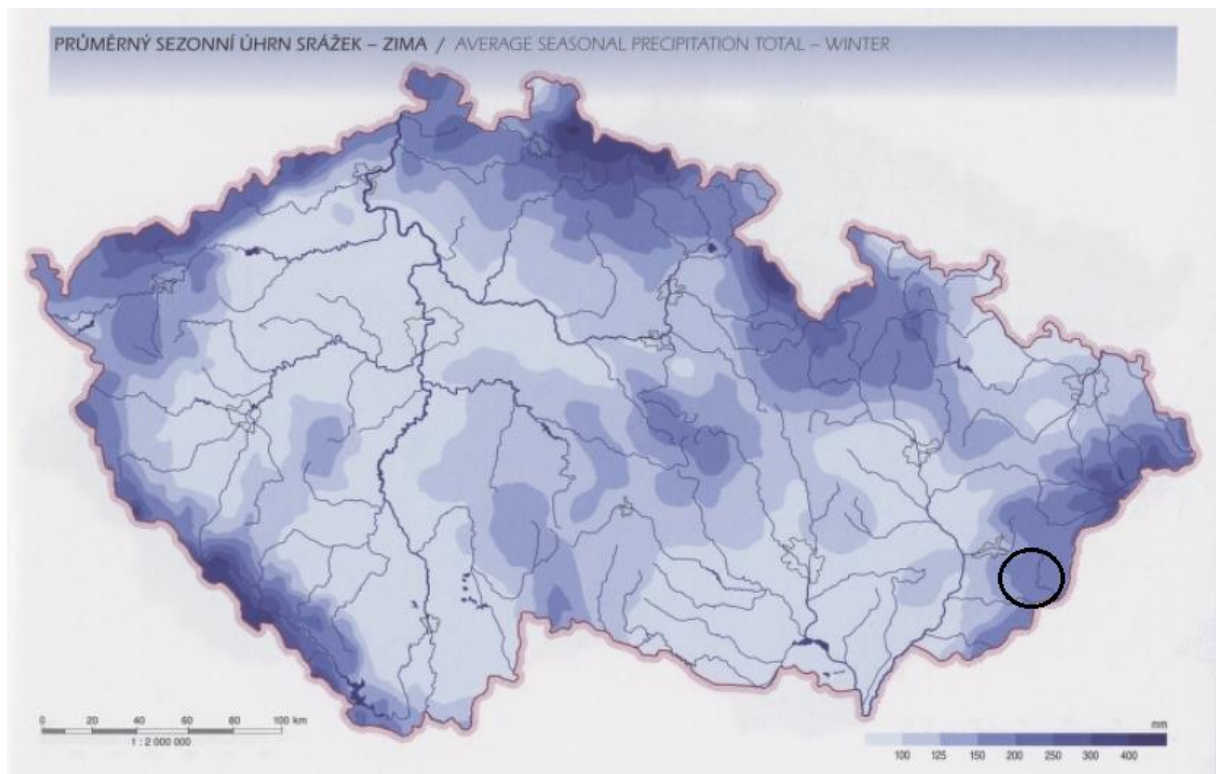 PRŮMĚRNÝ SEZONNÍ ÚHRN SRÁŽEK – ZIMA / AVERAGE SEASONAL PRECIPITATION TOTAL – WINTER
0 20 40 60 80 100 km
1 : 2 000 000
mm
100 125 150 200 250 300 400